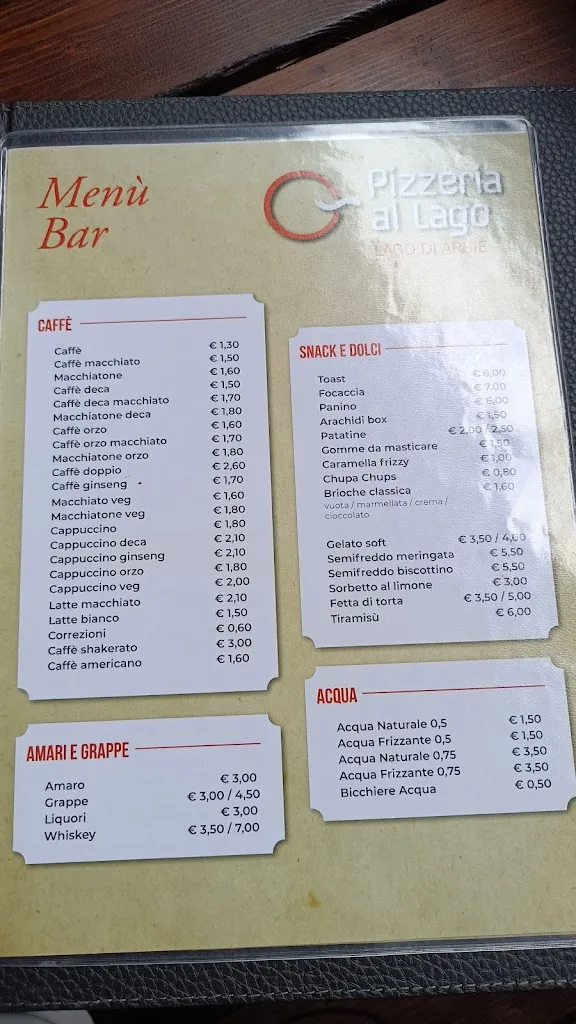 Menù
Bar
Pizzeria
al Lago
LAGO DI ARSIÈ
CAFFÈ
Caffè € 1,30
Caffè macchiato € 1,50
Macchiatone € 1,60
Caffè deca € 1,50
Caffè deca macchiato € 1,70
Macchiatone deca € 1,80
Caffè orzo € 1,60
Caffè orzo macchiato € 1,70
Macchiatone orzo € 1,80
Caffè doppio € 2,60
Caffè ginseng € 1,70
Macchiato veg € 1,60
Macchiatone veg € 1,80
Cappuccino € 1,80
Cappuccino deca € 2,10
Cappuccino ginseng € 2,10
Cappuccino orzo € 1,80
Cappuccino veg € 2,00
Latte macchiato € 2,10
Latte bianco € 1,50
Correzioni € 0,60
Caffè shakerato € 3,00
Caffè americano € 1,60
AMARI E GRAPPE
Amaro € 3,00
Grappe € 3,00 / 4,50
Liquori € 3,00
Whiskey € 3,50 / 7,00
SNACK E DOLCI
Toast € 6,00
Focaccia € 7,00
Panino € 6,00
Arachidi box € 1,50
Patatine € 2,00 / 2,50
Gomme da masticare € 1,50
Caramella frizzy € 1,00
Chupa Chups € 0,80
Brioche classica € 1,60
vuota / marmellata / crema /
cioccolato
Gelato soft € 3,50 / 4,00
Semifreddo meringata € 5,50
Semifreddo biscottino € 5,50
Sorbetto al limone € 3,00
Fetta di torta € 3,50 / 5,00
Tiramisù € 6,00
ACQUA
Acqua Naturale 0,5 € 1,50
Acqua Frizzante 0,5 € 1,50
Acqua Naturale 0,75 € 3,50
Acqua Frizzante 0,75 € 3,50
Bicchiere Acqua € 0,50